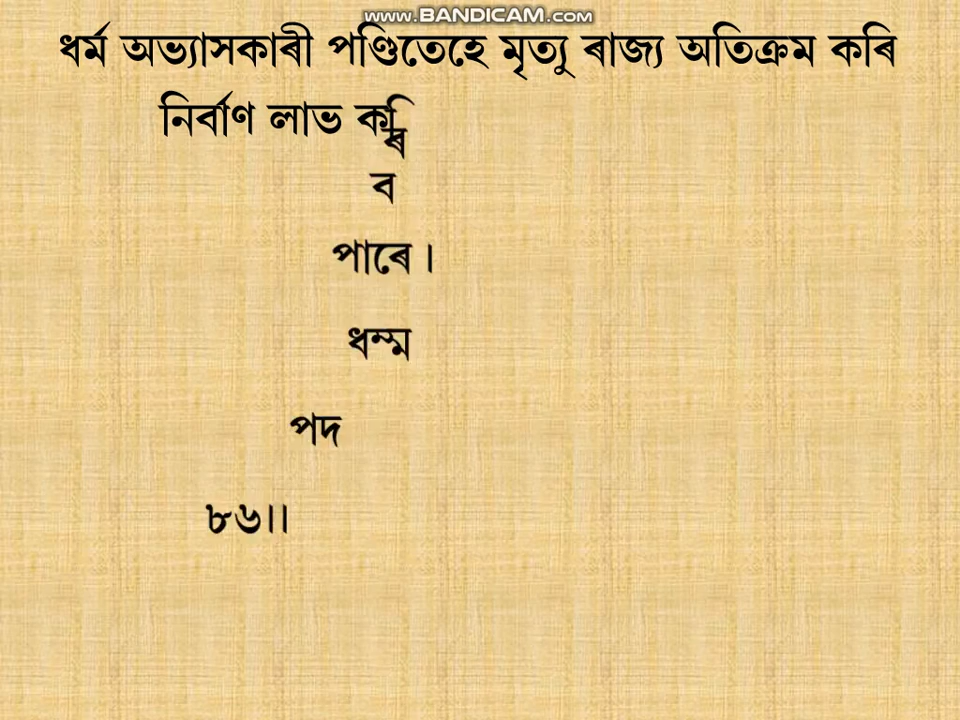 www.BANDICAM.com
ধৰ্ম অভ্যাসকাৰী পণ্ডিতেহে মৃত্যু ৰাজ্য অতিক্ৰম কৰি
নিৰ্বাণ লাভ কৰি
ব
পাৰে ।
ধম্ম
পদ
৮৬।।